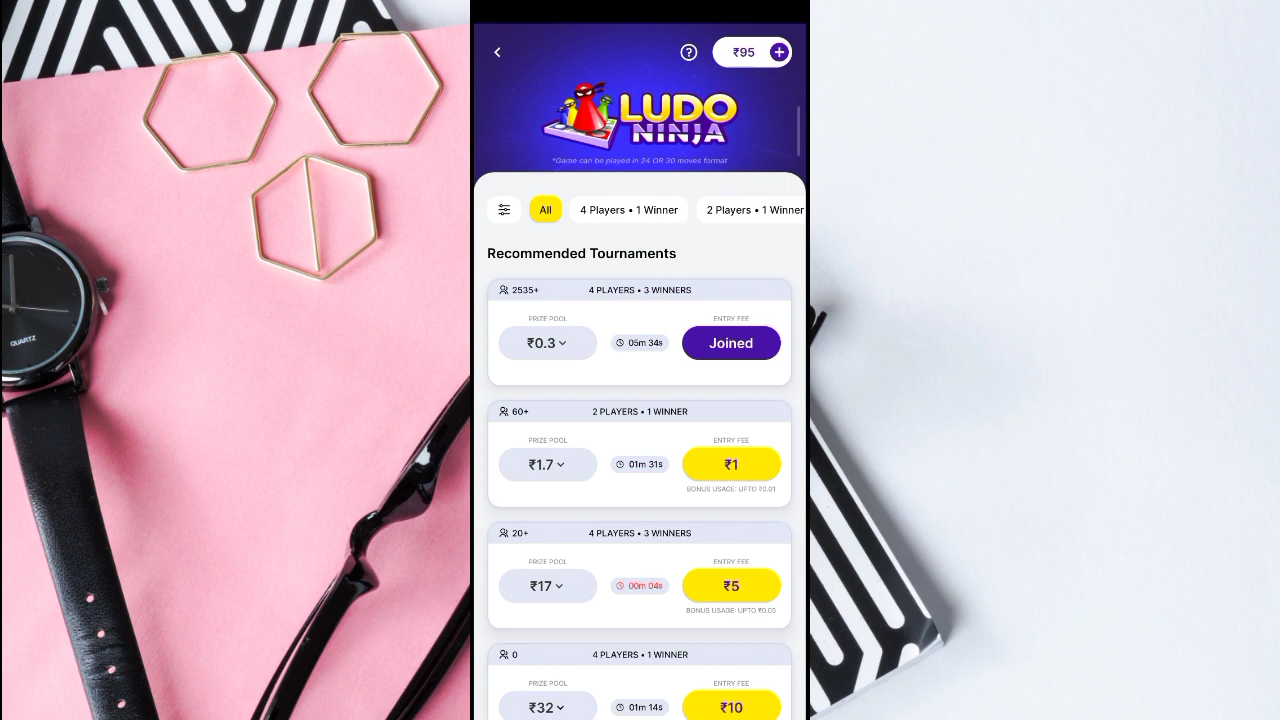 ₹95
LUDO
NINJA
*Game can be played in 24 OR 30 moves format
All
4 Players • 1 Winner
2 Players • 1 Winner
Recommended Tournaments
2535+
4 PLAYERS • 3 WINNERS
PRIZE POOL
ENTRY FEE
₹0.3
05m 34s
Joined
60+
2 PLAYERS • 1 WINNER
PRIZE POOL
ENTRY FEE
₹1.7
01m 31s
₹1
BONUS USAGE: UPTO ₹0.01
20+
4 PLAYERS • 3 WINNERS
PRIZE POOL
ENTRY FEE
₹17
00m 04s
₹5
BONUS USAGE: UPTO ₹0.05
8+
4 PLAYERS • 1 WINNER
PRIZE POOL
ENTRY FEE
₹32
01m 14s
₹10
QUARTZ